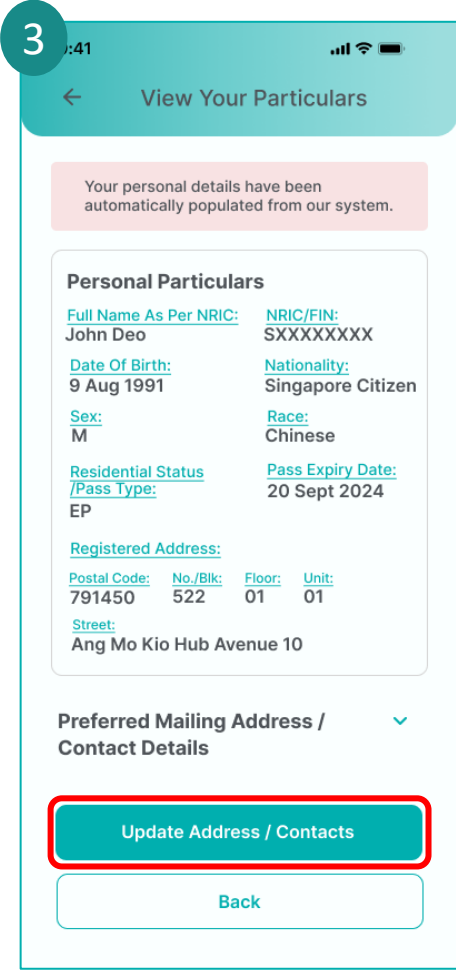 3
:41
View Your Particulars
Your personal details have been
automatically populated from our system.
Personal Particulars
Full Name As Per NRIC: NRIC/FIN:
John Deo SXXXXXXXX
Date Of Birth: Nationality:
9 Aug 1991 Singapore Citizen
Sex: Race:
M Chinese
Residential Status
/Pass Type: Pass Expiry Date:
EP 20 Sept 2024
Registered Address:
Postal Code: No./Blk: Floor: Unit:
791450 522 01 01
Street:
Ang Mo Kio Hub Avenue 10
Preferred Mailing Address /
Contact Details
Update Address / Contacts
Back